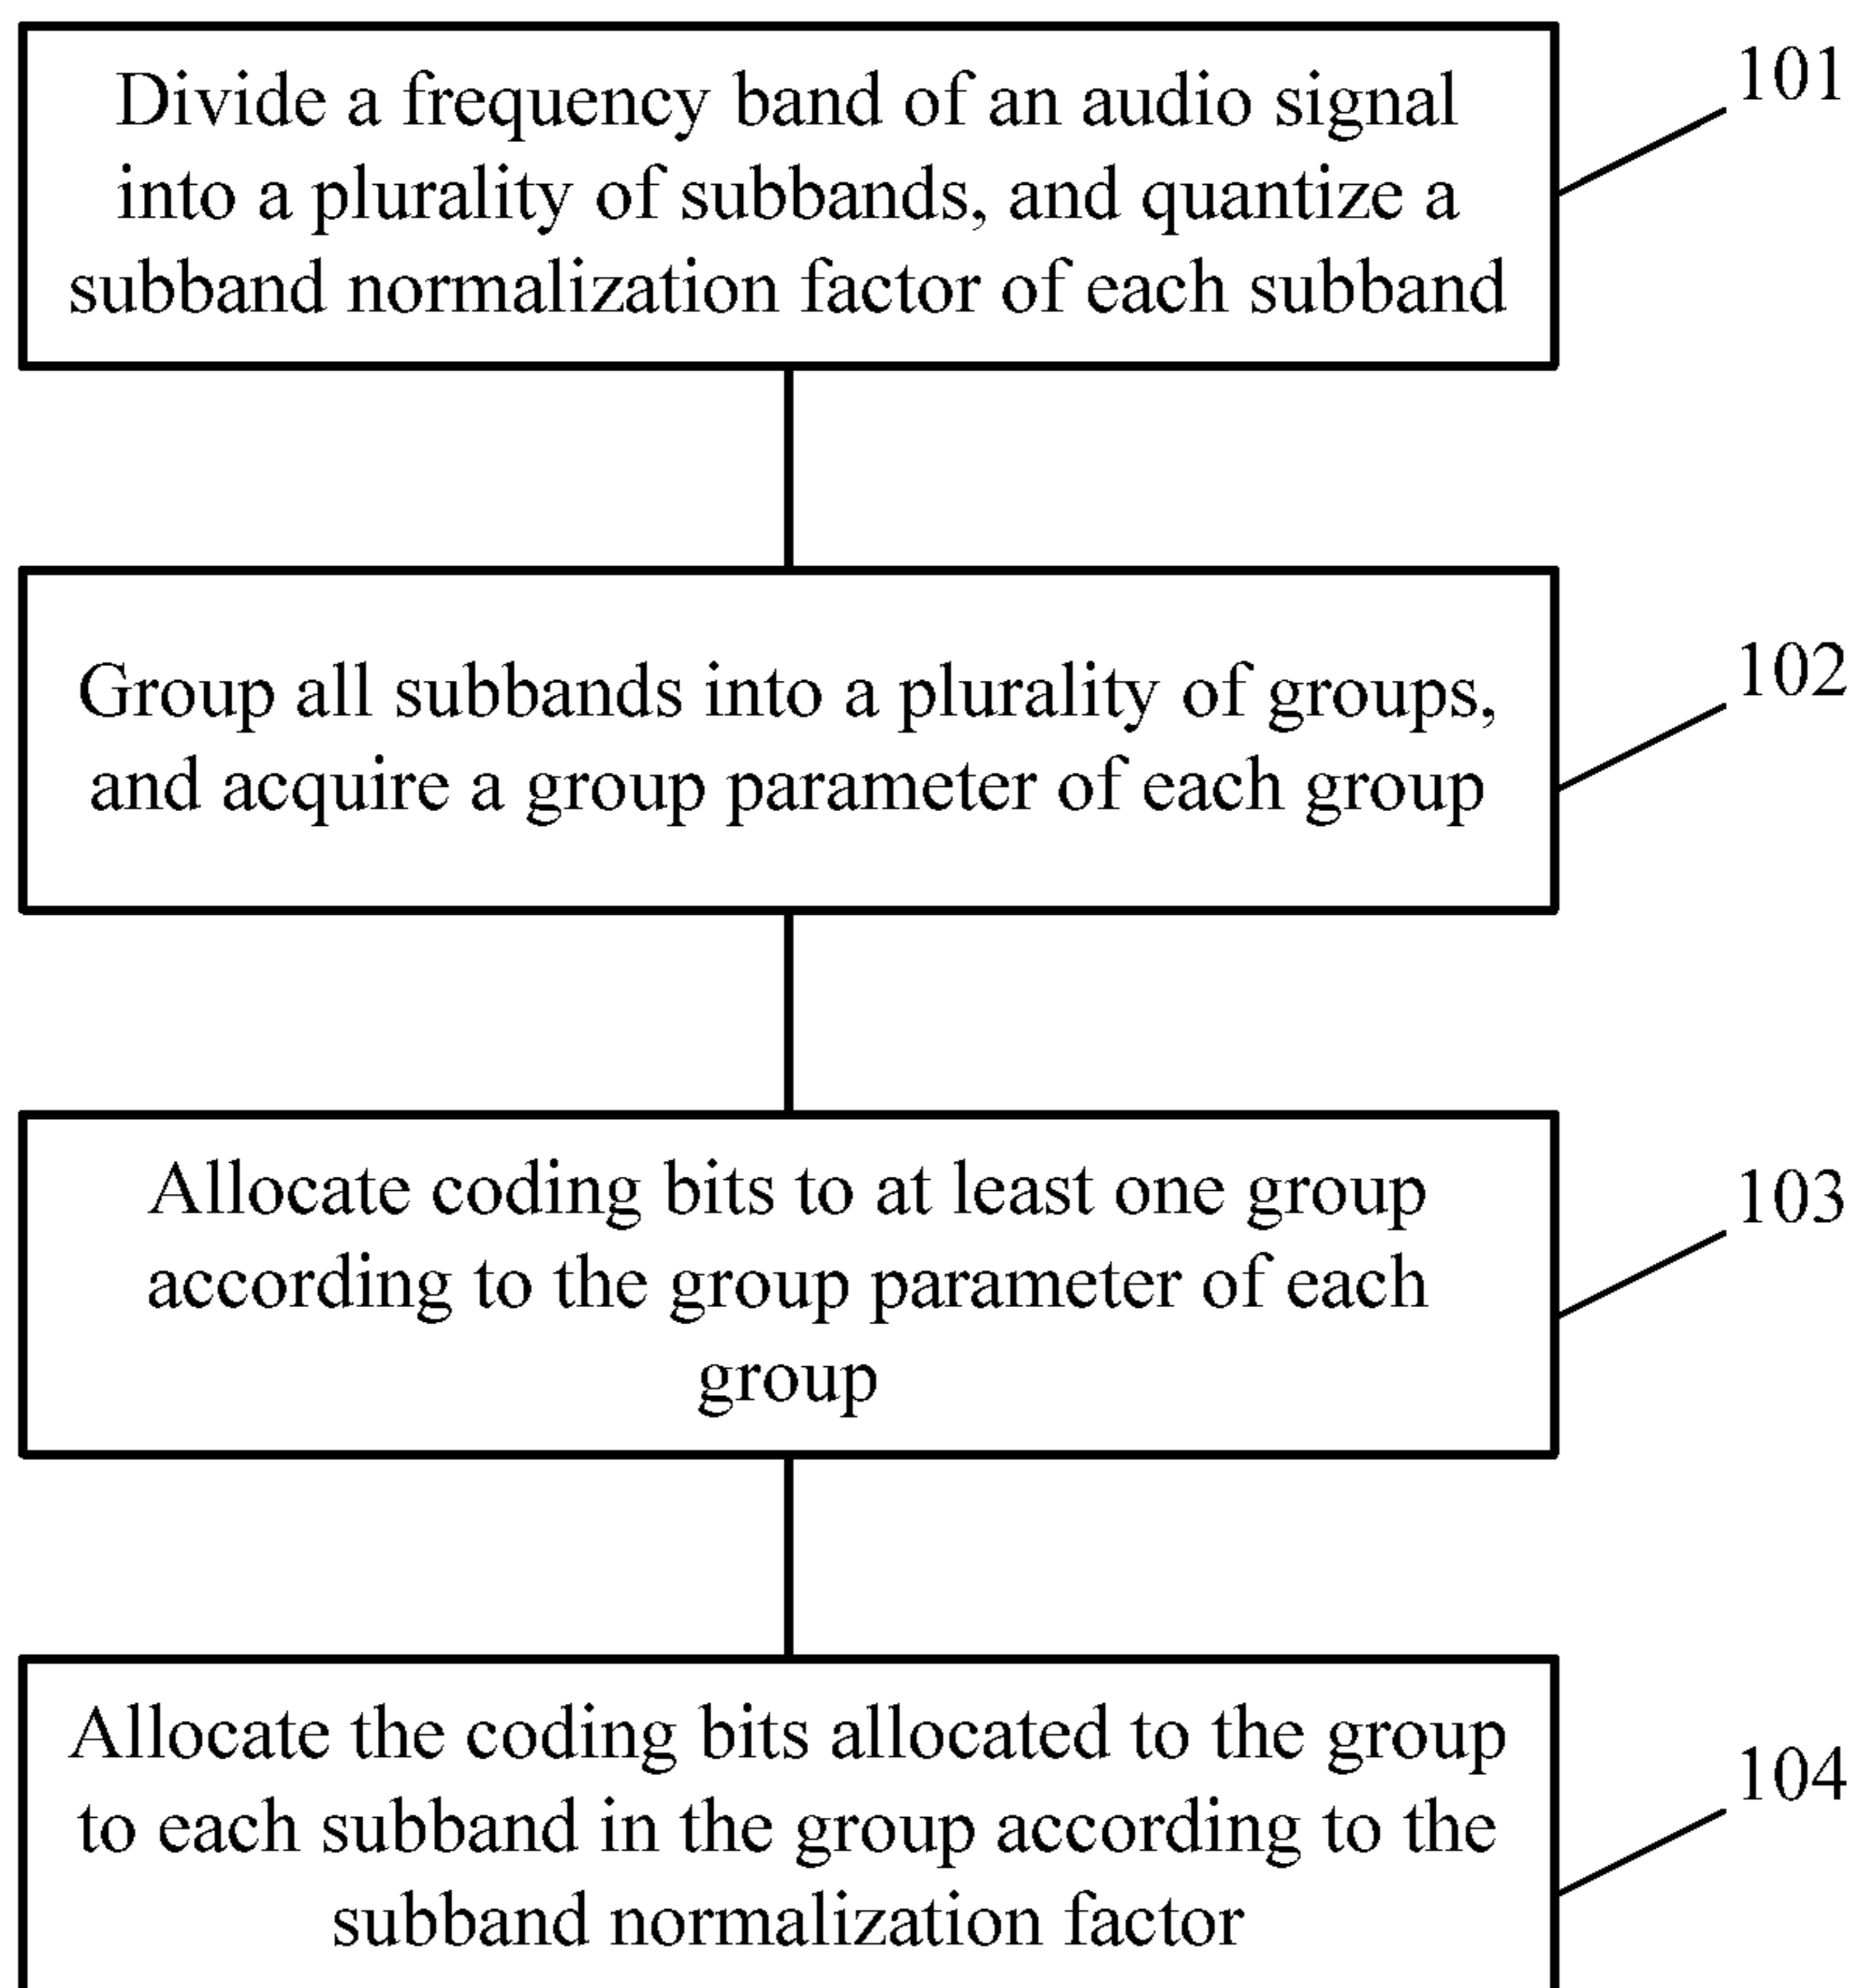 Divide a frequency band of an audio signal
into a plurality of subbands, and quantize a
subband normalization factor of each subband
101
Group all subbands into a plurality of groups,
and acquire a group parameter of each group
102
Allocate coding bits to at least one group
according to the group parameter of each
group
103
Allocate the coding bits allocated to the group
to each subband in the group according to the
subband normalization factor
104